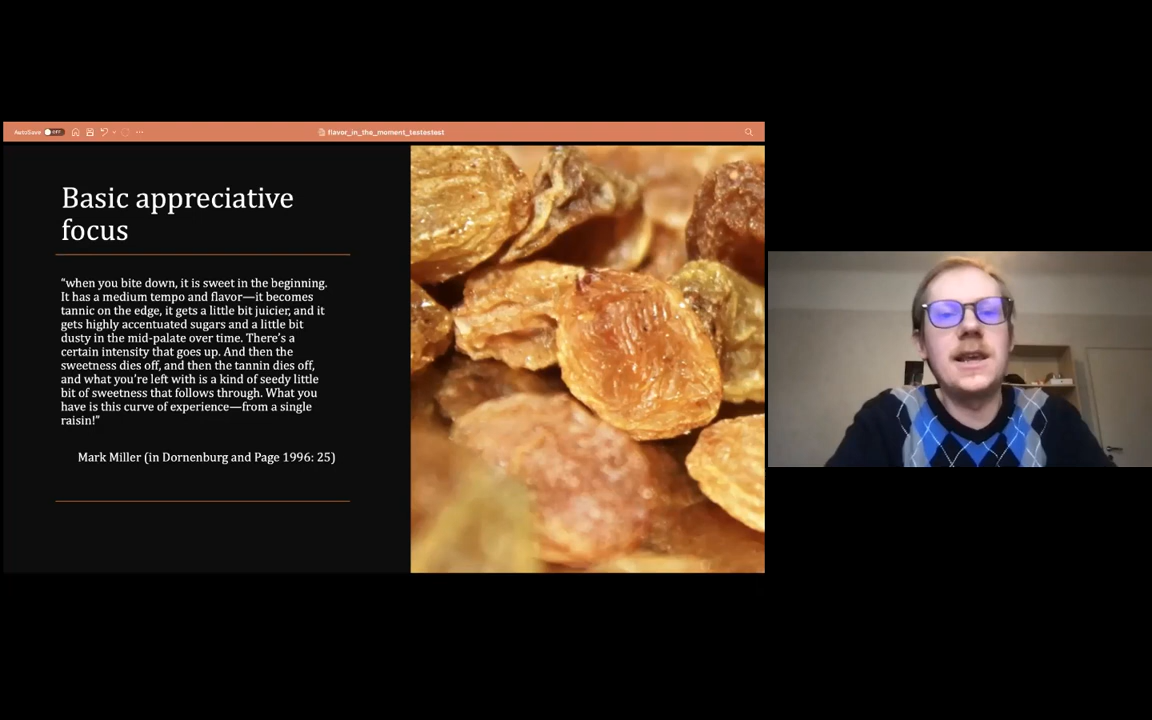 AutoSave OFF
flavor_in_the_moment_teatestest
Basic appreciative
focus
“when you bite down, it is sweet in the beginning.
It has a medium tempo and flavor—it becomes
tannic on the edge, it gets a little bit juicier, and it
gets highly accentuated sugars and a little bit
dusty in the mid-palate over time. There’s a
certain intensity that goes up. And then the
sweetness dies off, and then the tannin dies off,
and what you’re left with is a kind of seedy little
bit of sweetness that follows through. What you
have is this curve of experience—from a single
raisin!”
Mark Miller (in Dornenburg and Page 1996: 25)